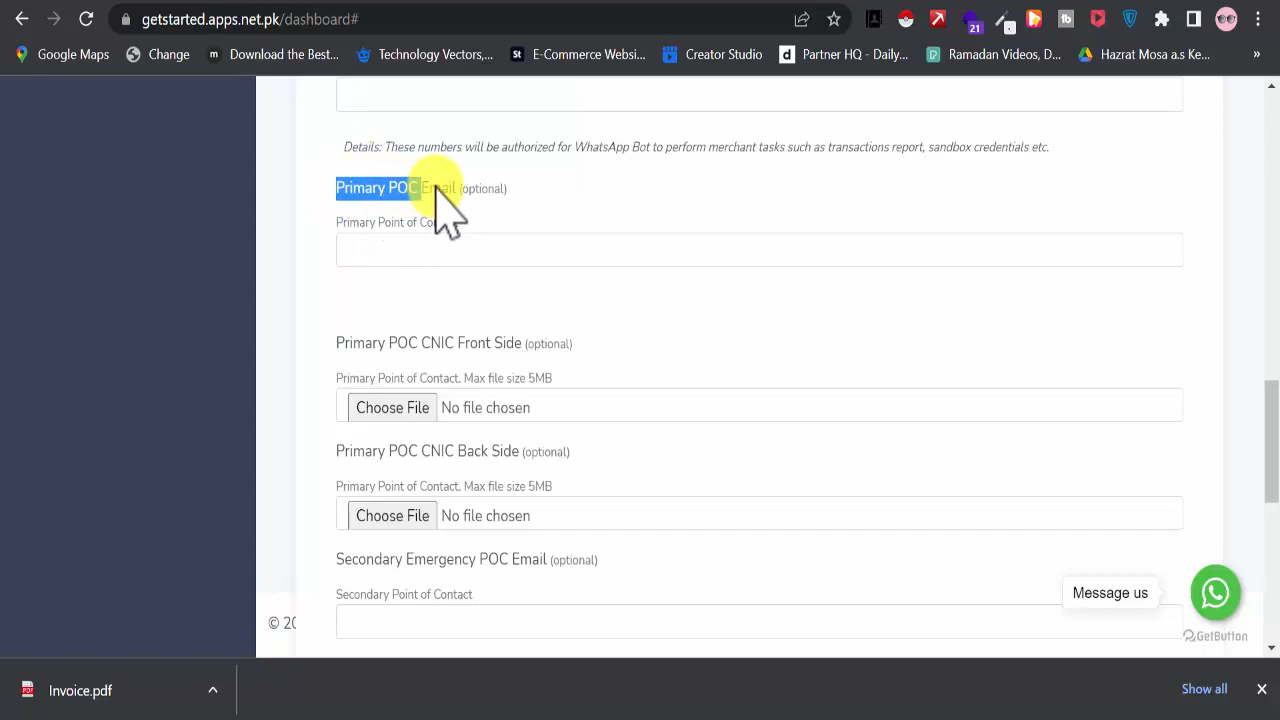 getstarted.apps.net.pk/dashboard#
21
Google Maps
Change
Download the Best...
Technology Vectors,...
E-Commerce Websi...
Creator Studio
Partner HQ - Daily...
Ramadan Videos, D...
Hazrat Mosa a.s Ke...
»
Details: These numbers will be authorized for WhatsApp Bot to perform merchant tasks such as transactions report, sandbox credentials etc.
Primary POC Email (optional)
Primary Point of Co
Primary POC CNIC Front Side (optional)
Primary Point of Contact. Max file size 5MB
Choose File No file chosen
Primary POC CNIC Back Side (optional)
Primary Point of Contact. Max file size 5MB
Choose File No file chosen
Secondary Emergency POC Email (optional)
Secondary Point of Contact
Message us
© 20
GetButton
Invoice.pdf
Show all